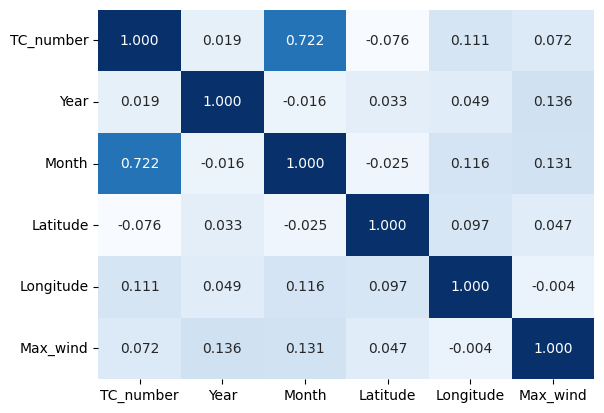 TC_number 1.000 0.019 0.722 -0.076 0.111 0.072
Year 0.019 1.000 -0.016 0.033 0.049 0.136
Month 0.722 -0.016 1.000 -0.025 0.116 0.131
Latitude -0.076 0.033 -0.025 1.000 0.097 0.047
Longitude 0.111 0.049 0.116 0.097 1.000 -0.004
Max_wind 0.072 0.136 0.131 0.047 -0.004 1.000
TC_number Year Month Latitude Longitude Max_wind